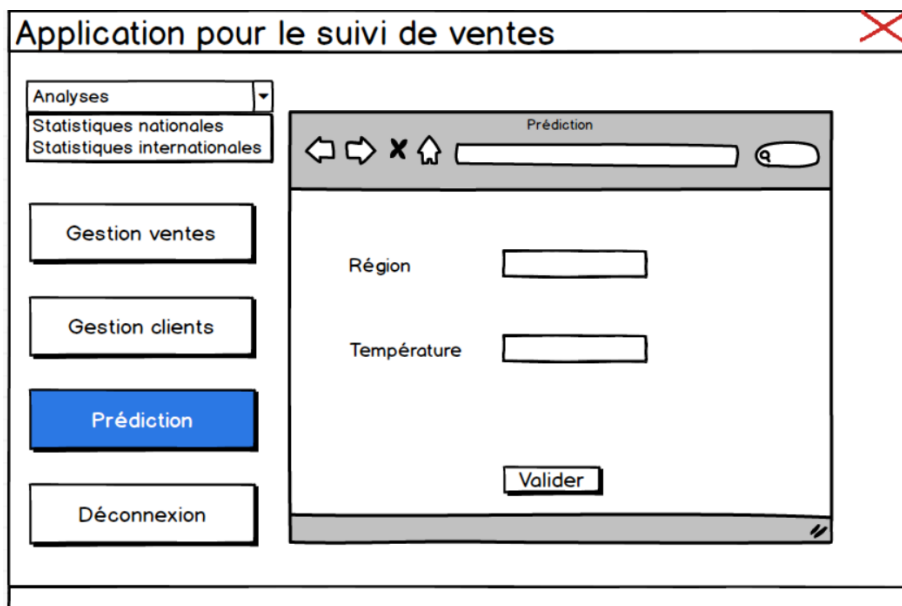 Application pour le suivi de ventes
Analyses
Statistiques nationales
Statistiques internationales
Gestion ventes
Gestion clients
Prédiction
Déconnexion
Prédiction
Région
Température
Valider